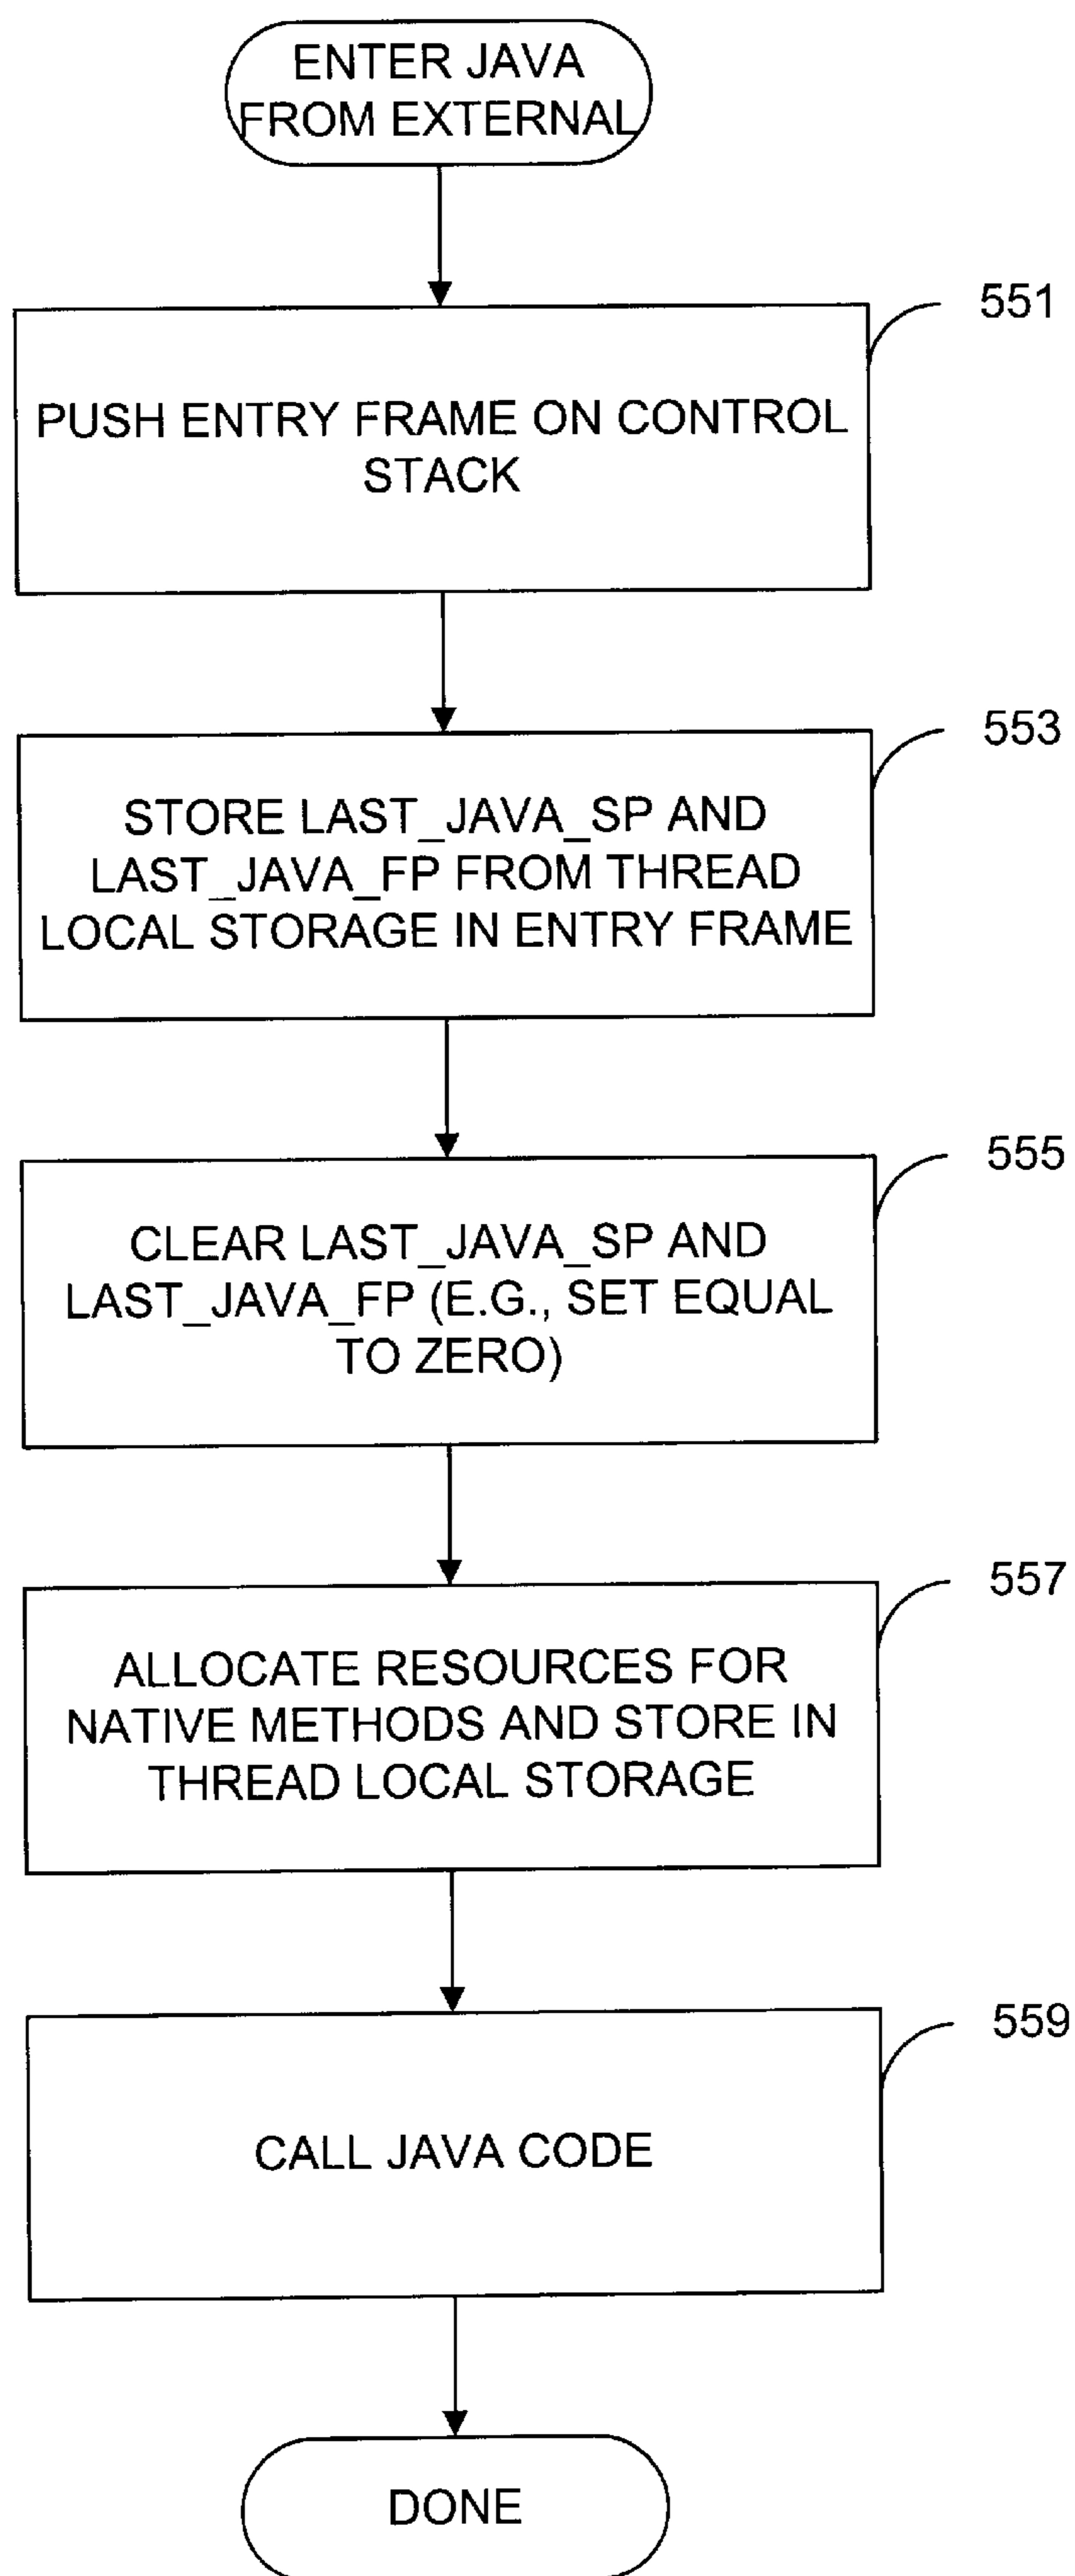 ENTER JAVA
FROM EXTERNAL
551
PUSH ENTRY FRAME ON CONTROL
STACK
553
STORE LAST_JAVA_SP AND
LAST_JAVA_FP FROM THREAD
LOCAL STORAGE IN ENTRY FRAME
555
CLEAR LAST_JAVA_SP AND
LAST_JAVA_FP (E.G., SET EQUAL
TO ZERO)
557
ALLOCATE RESOURCES FOR
NATIVE METHODS AND STORE IN
THREAD LOCAL STORAGE
559
CALL JAVA CODE
DONE